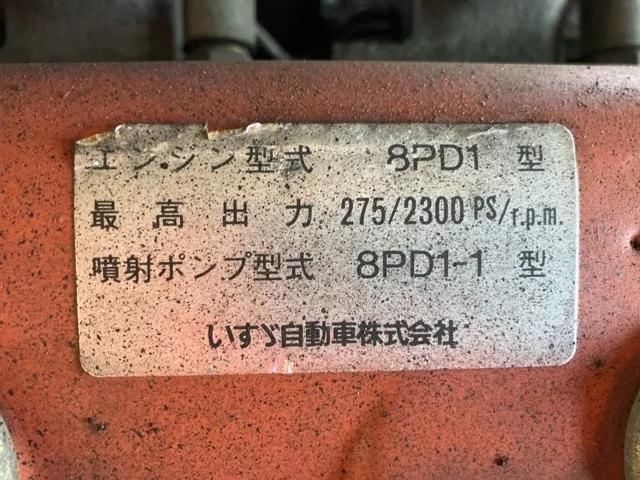 エンジン型式 8PD1 型
最高出力 275/2300 PS/r.p.m.
噴射ポンプ型式 8PD1-1 型
いすゞ自動車株式会社